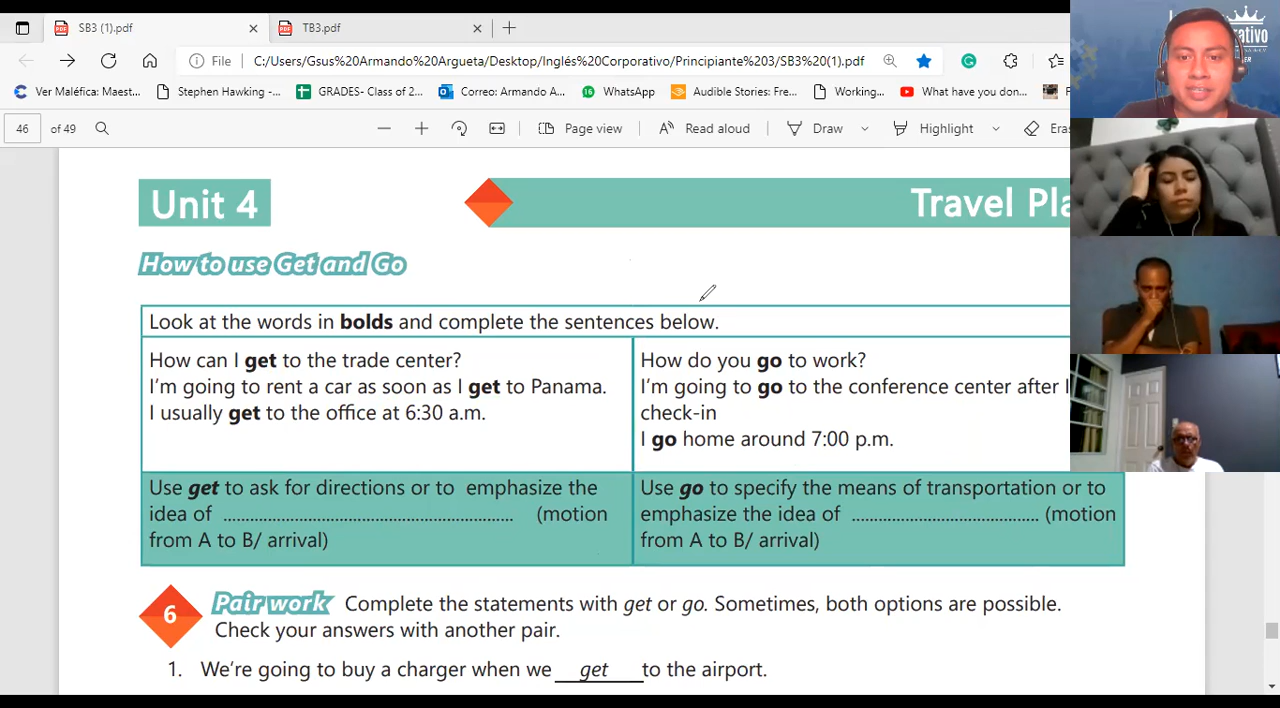 SB3 (1).pdf
TB3.pdf
File
C:/Users/Gsus%20Armando%20Argueta/Desktop/Ingles%20Corporativo/Principiante%203/SB3%20(1).pdf
Ver Maléfica: Maest...
Stephen Hawking -...
GRADES- Class of 2...
Correo: Armando A...
WhatsApp
Audible Stories: Fre...
Working...
What have you don...
46 of 49
Page view
Read aloud
Draw
Highlight
Unit 4
How to use Get and Go
Look at the words in bolds and complete the sentences below.
How can I get to the trade center?
I'm going to rent a car as soon as I get to Panama.
I usually get to the office at 6:30 a.m.
How do you go to work?
I'm going to go to the conference center after I
check-in
I go home around 7:00 p.m.
Use get to ask for directions or to emphasize the
idea of ........................................................ (motion
from A to B/ arrival)
Use go to specify the means of transportation or to
emphasize the idea of ..................................... (motion
from A to B/ arrival)
6 Pair work Complete the statements with get or go. Sometimes, both options are possible.
Check your answers with another pair.
1. We're going to buy a charger when we get to the airport.